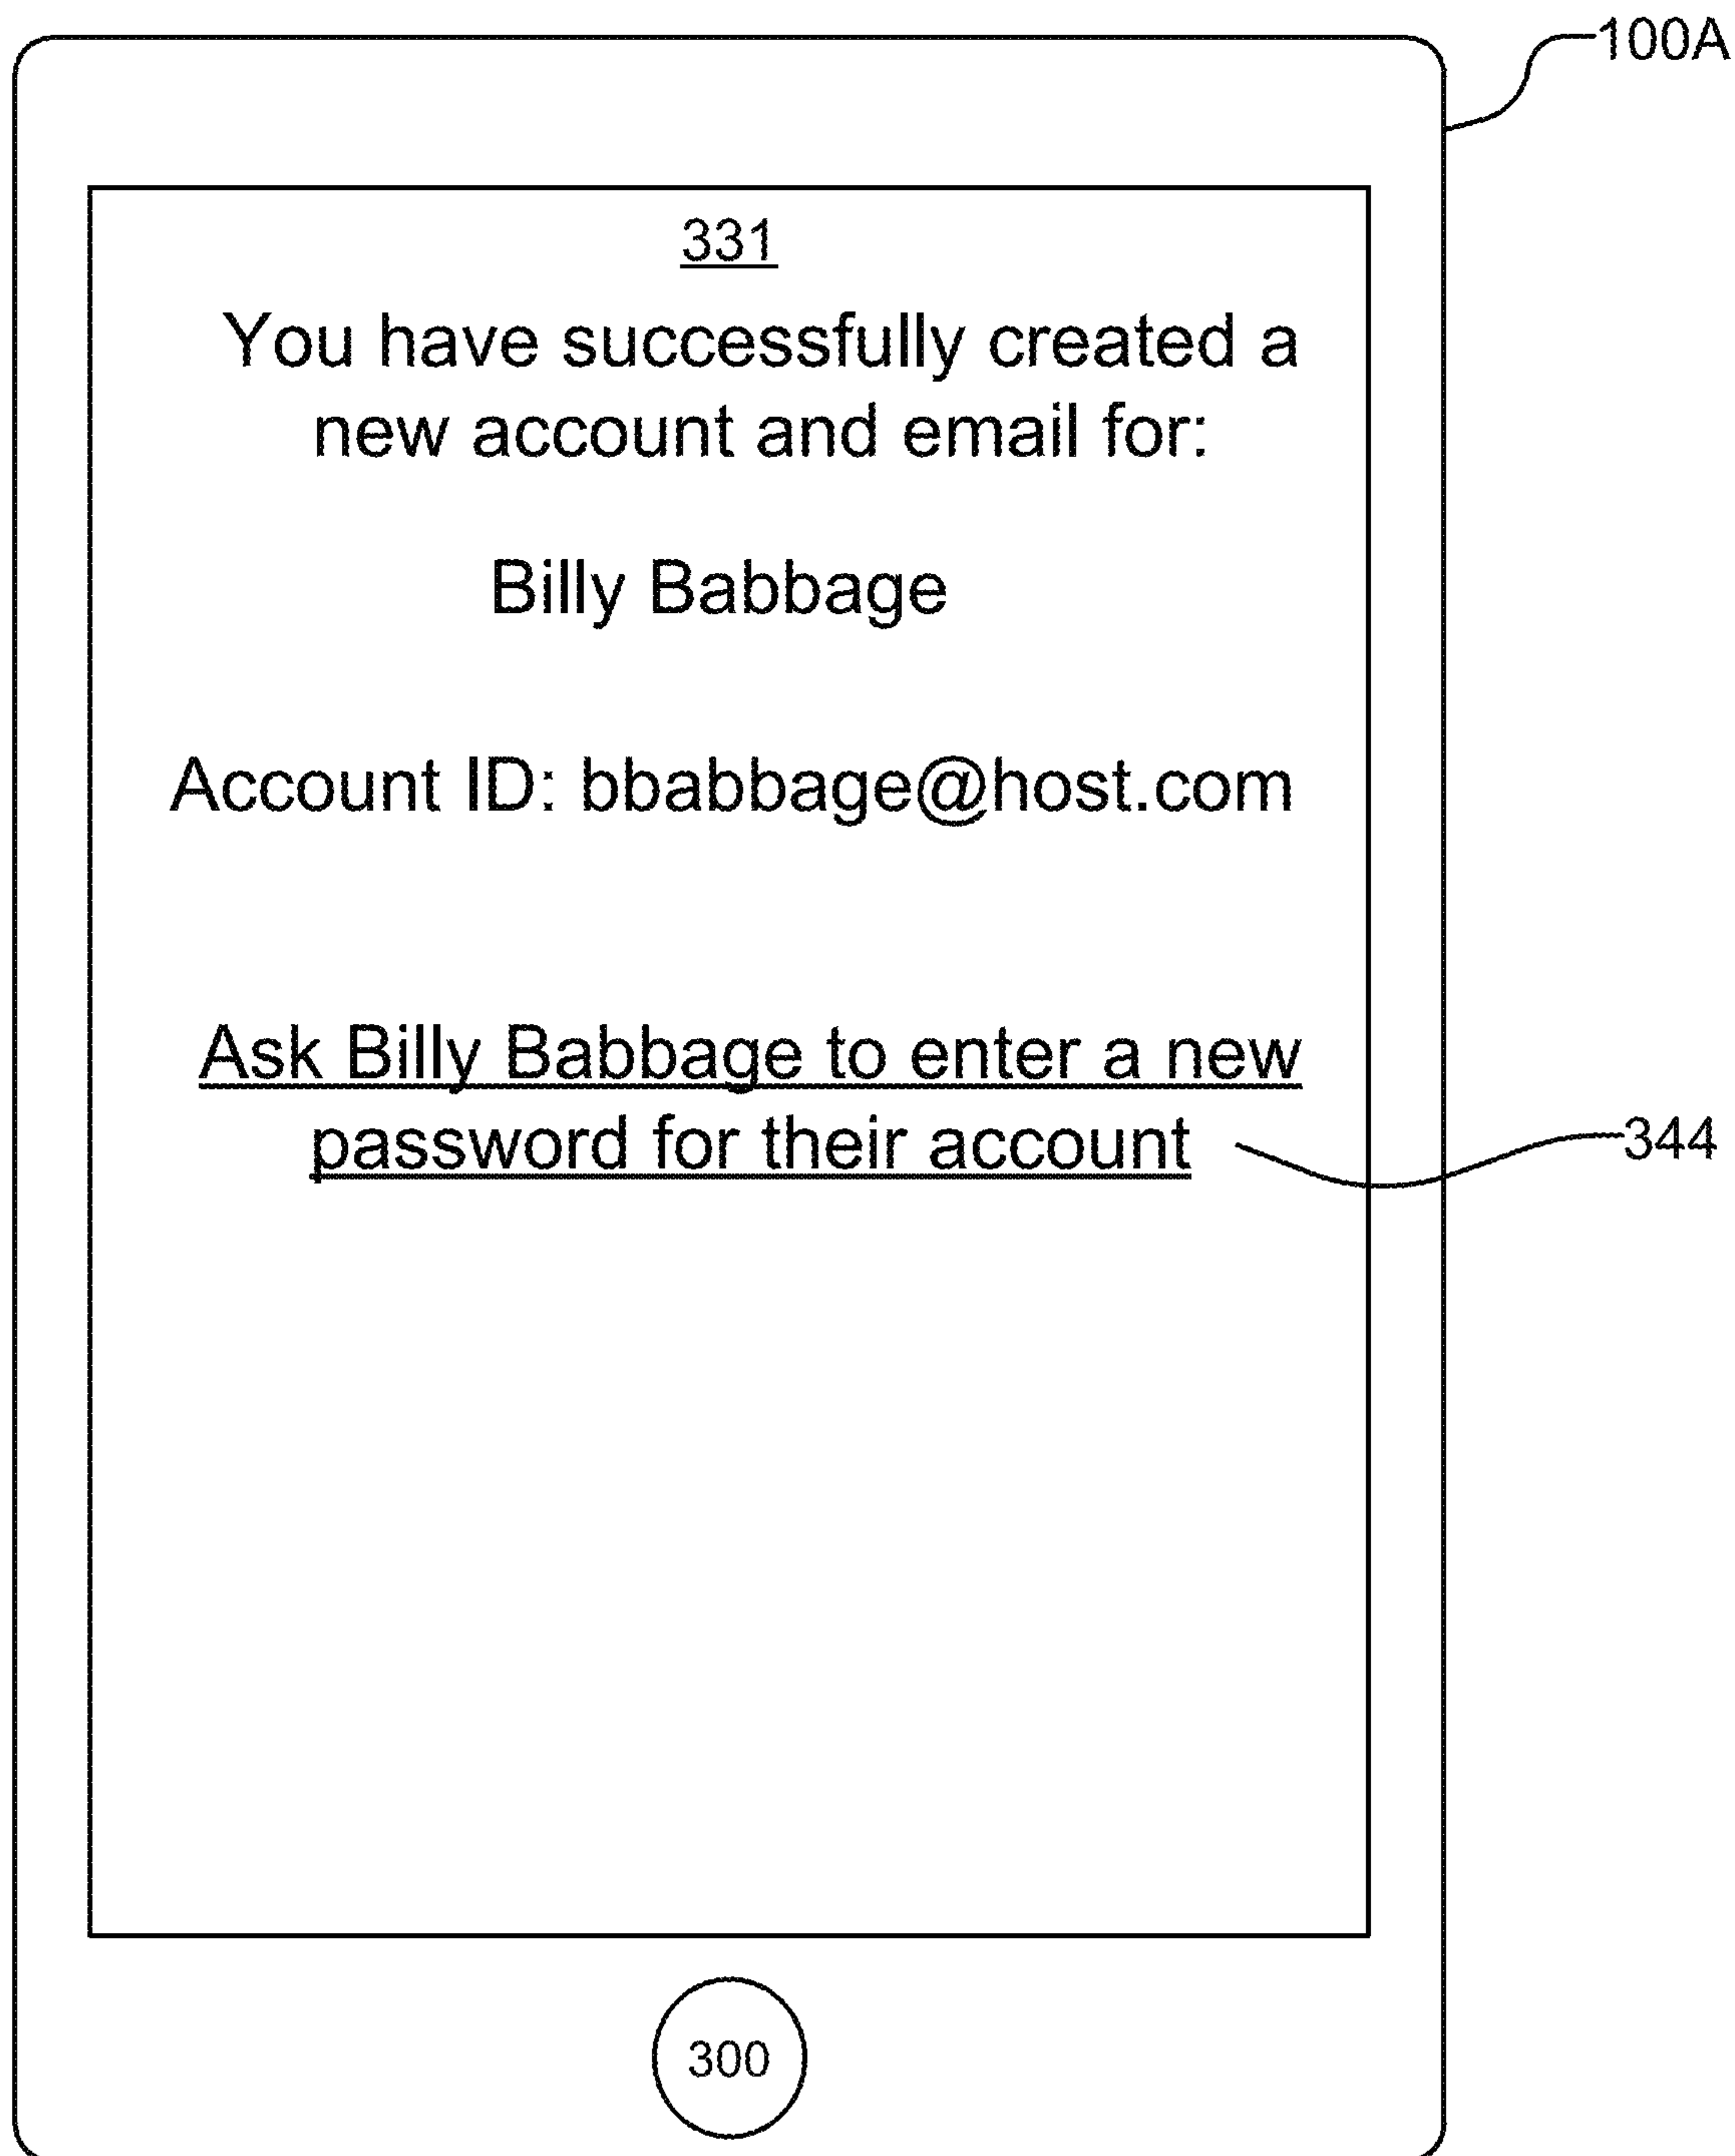 100A
331
You have successfully created a
new account and email for:
Billy Babbage
Account ID: bbabbage@host.com
Ask Billy Babbage to enter a new
password for their account
344
300